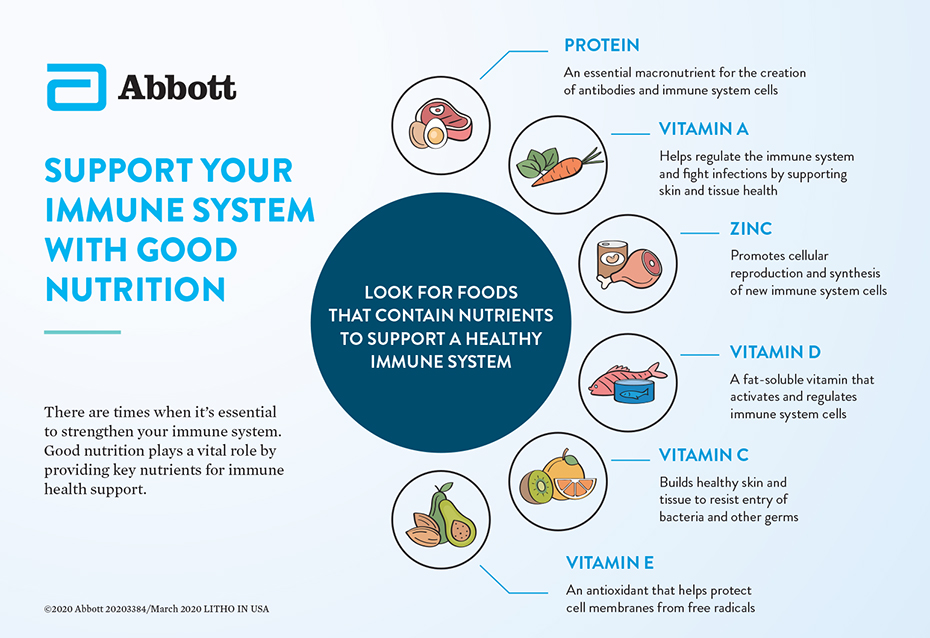 Abbott
SUPPORT YOUR
IMMUNE SYSTEM
WITH GOOD
NUTRITION
There are times when it's essential
to strengthen your immune system.
Good nutrition plays a vital role by
providing key nutrients for immune
health support.
©2020 Abbott 20203384/March 2020 LITHO IN USA
LOOK FOR FOODS
THAT CONTAIN NUTRIENTS
TO SUPPORT A HEALTHY
IMMUNE SYSTEM
PROTEIN
An essential macronutrient for the creation
of antibodies and immune system cells
VITAMIN A
Helps regulate the immune system
and fight infections by supporting
skin and tissue health
ZINC
Promotes cellular
reproduction and synthesis
of new immune system cells
VITAMIN D
A fat-soluble vitamin that
activates and regulates
immune system cells
VITAMIN C
Builds healthy skin and
tissue to resist entry of
bacteria and other germs
VITAMIN E
An antioxidant that helps protect
cell membranes from free radicals